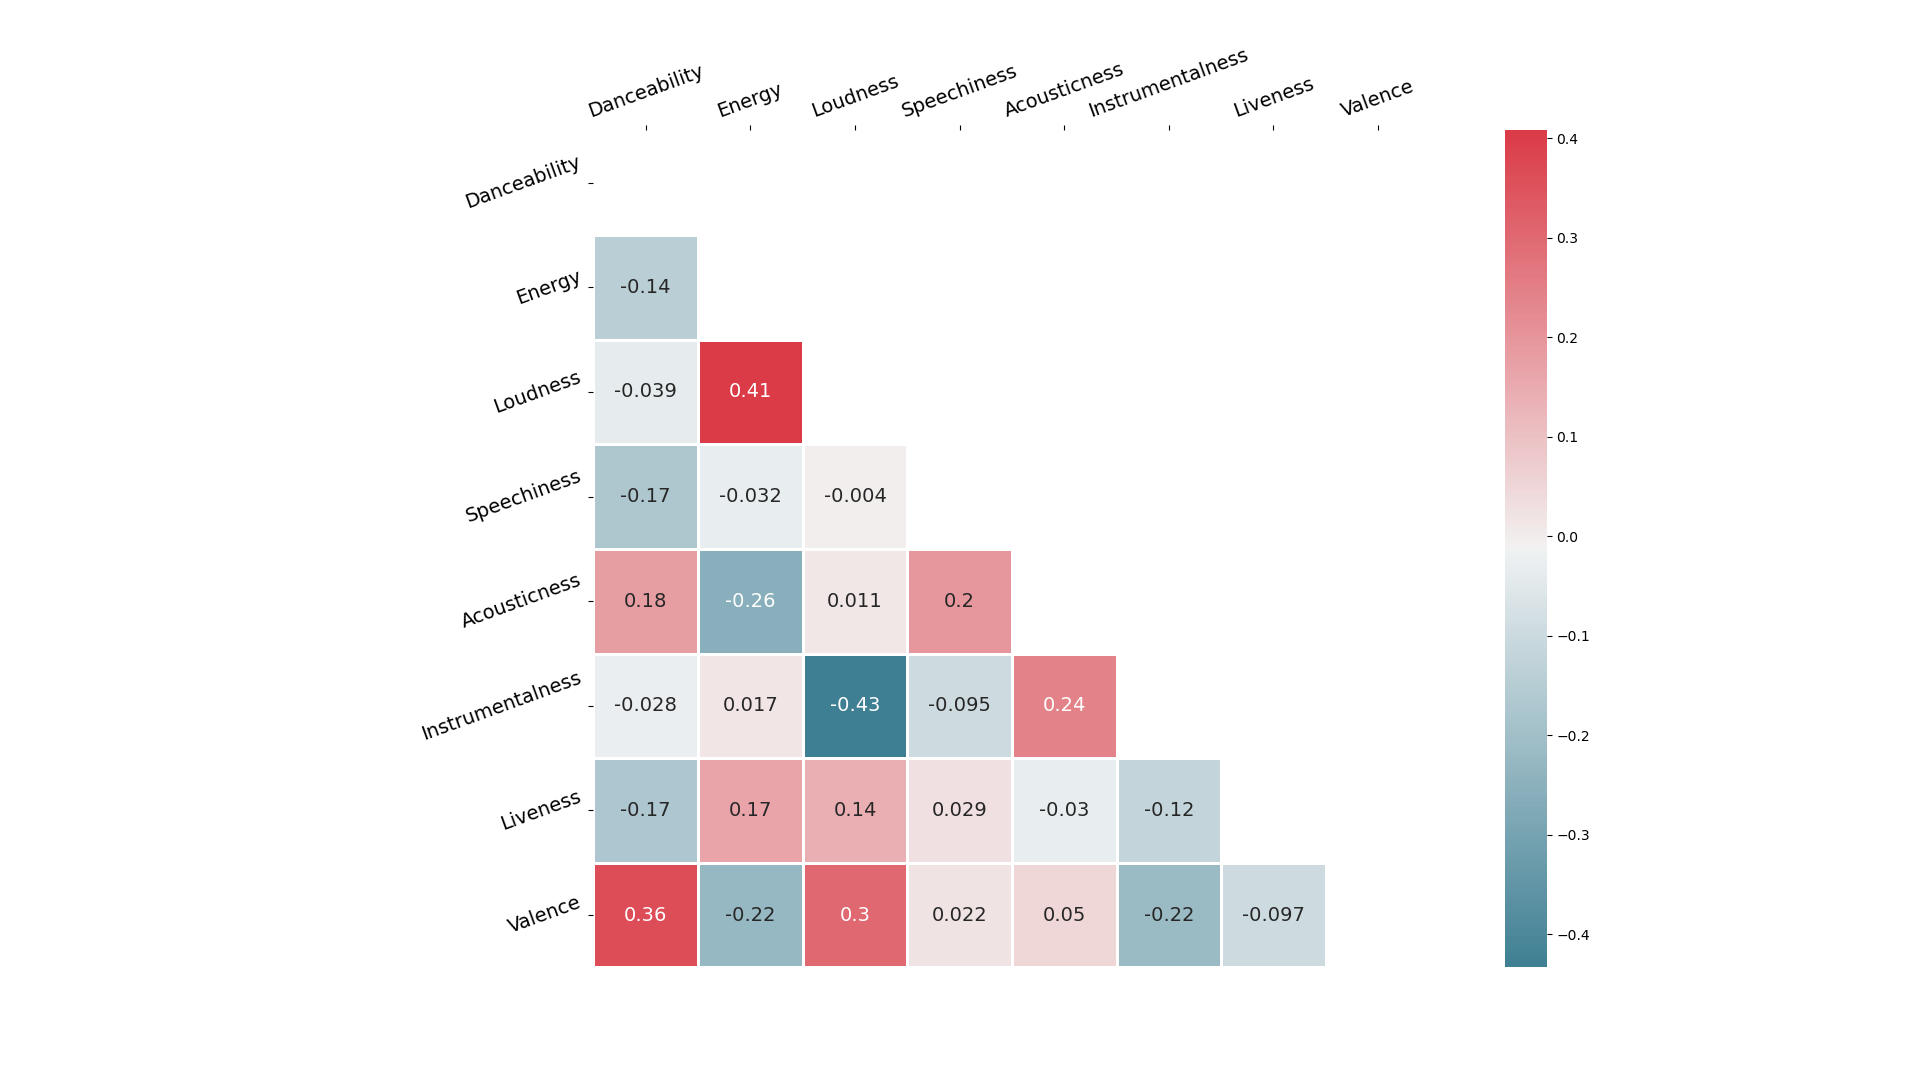 Danceability Energy Loudness Speechiness Acousticness Instrumentalness Liveness Valence
Danceability
Energy -0.14
Loudness -0.039 0.41
Speechiness -0.17 -0.032 -0.004
Acousticness 0.18 -0.26 0.011 0.2
Instrumentalness -0.028 0.017 -0.43 -0.095 0.24
Liveness -0.17 0.17 0.14 0.029 -0.03 -0.12
Valence 0.36 -0.22 0.3 0.022 0.05 -0.22 -0.097
0.4
0.3
0.2
0.1
0.0
−0.1
−0.2
−0.3
−0.4